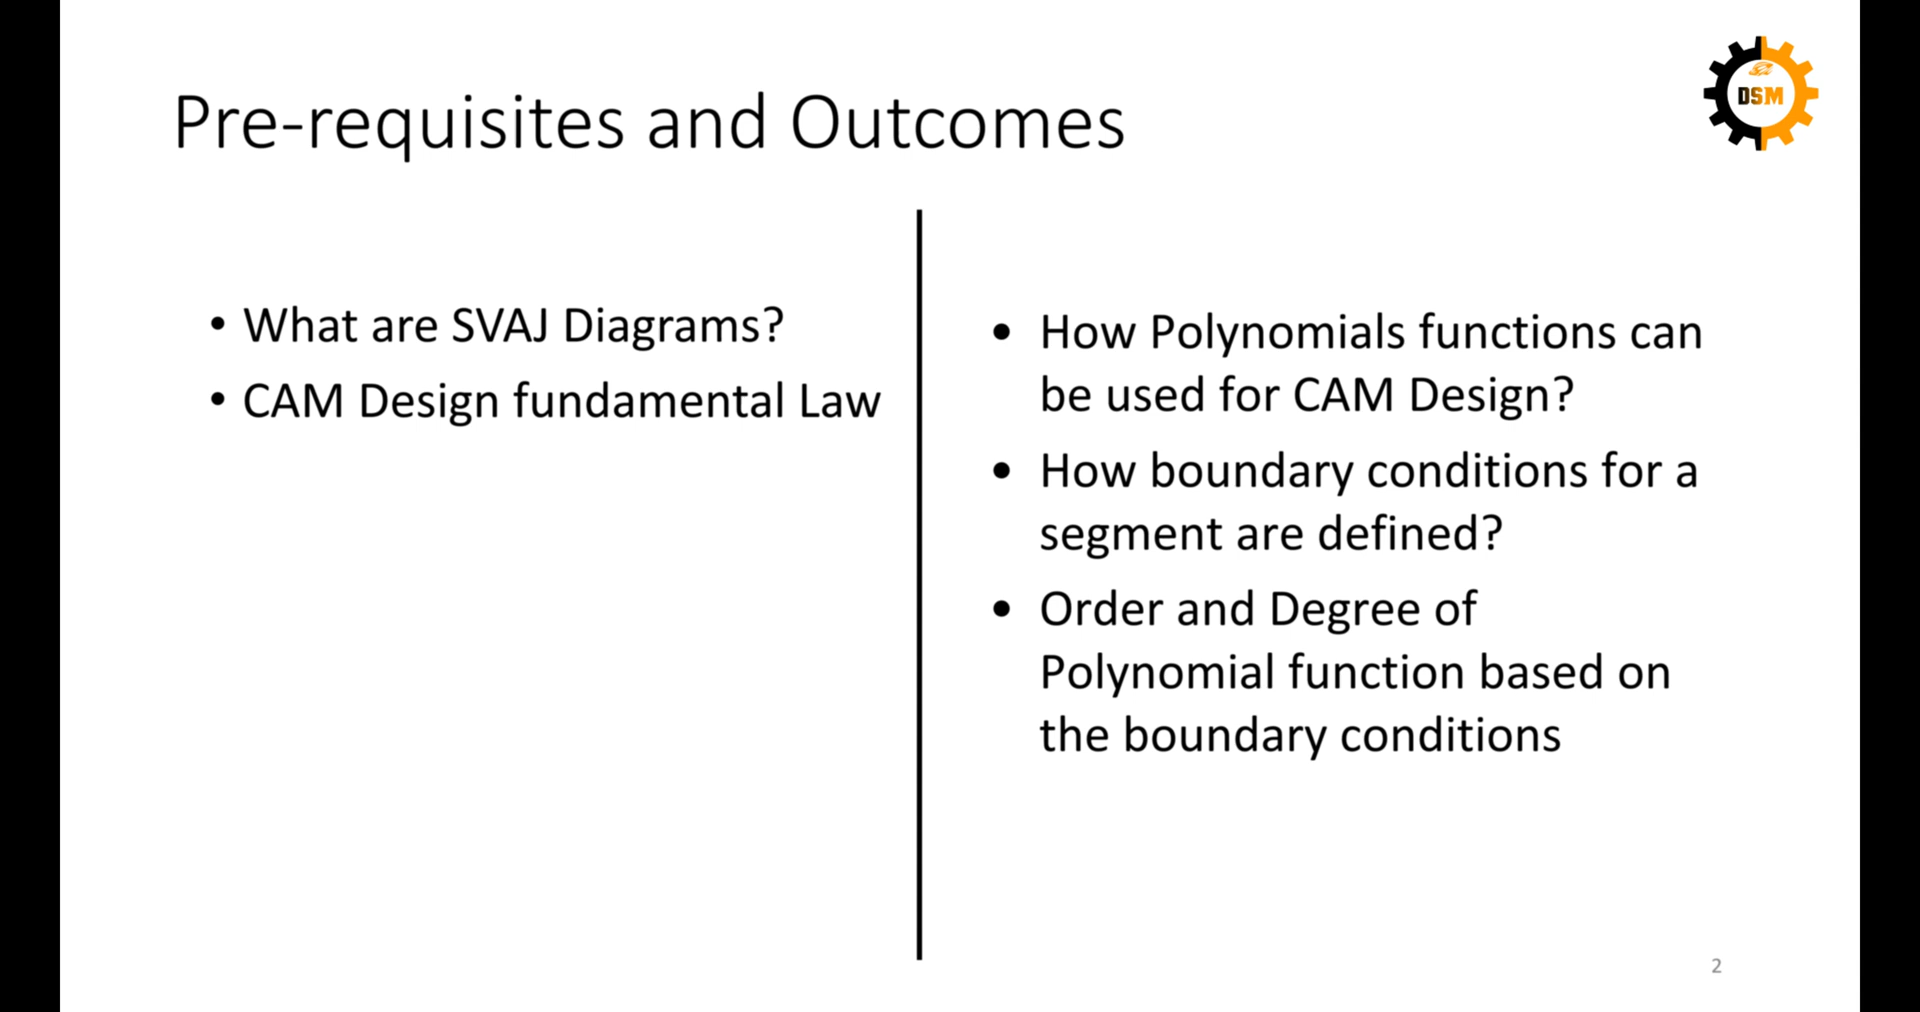 Pre-requisites and Outcomes
DSM
• What are SVAJ Diagrams?
• CAM Design fundamental Law
• How Polynomials functions can
be used for CAM Design?
• How boundary conditions for a
segment are defined?
• Order and Degree of
Polynomial function based on
the boundary conditions
2